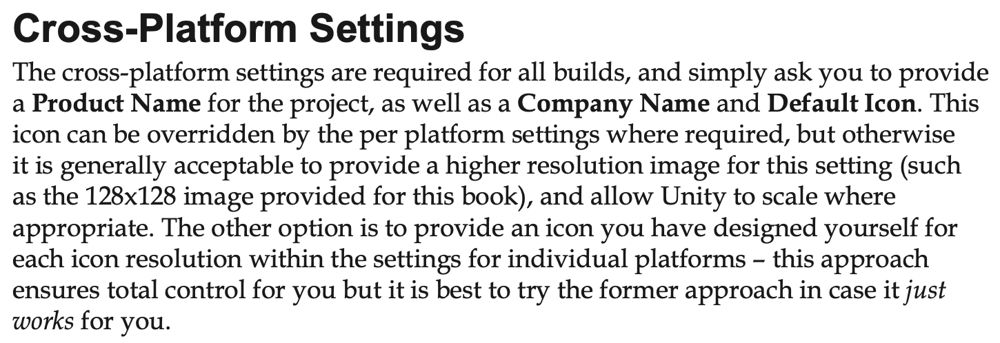 Cross-Platform Settings
The cross-platform settings are required for all builds, and simply ask you to provide
a Product Name for the project, as well as a Company Name and Default Icon. This
icon can be overridden by the per platform settings where required, but otherwise
it is generally acceptable to provide a higher resolution image for this setting (such
as the 128x128 image provided for this book), and allow Unity to scale where
appropriate. The other option is to provide an icon you have designed yourself for
each icon resolution within the settings for individual platforms – this approach
ensures total control for you but it is best to try the former approach in case it just
works for you.